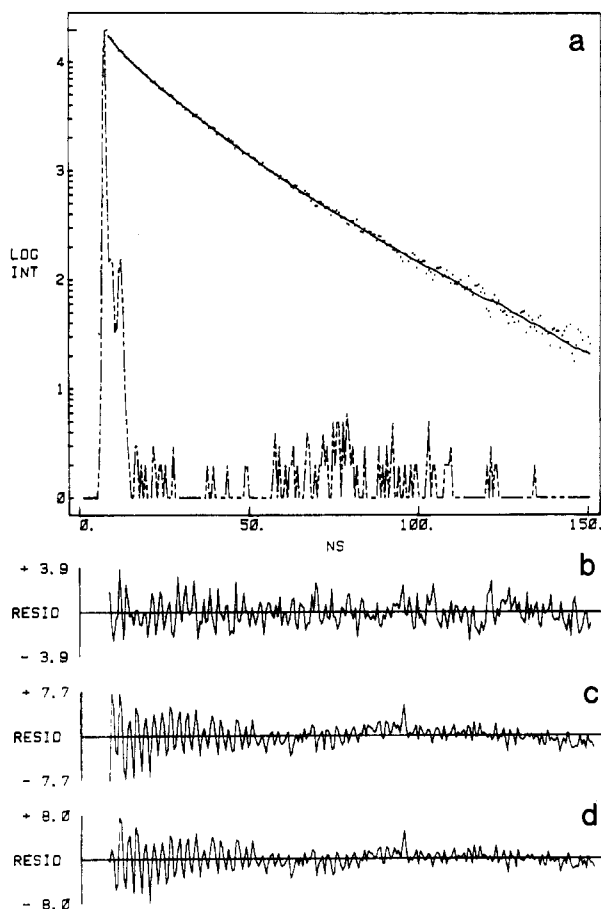 a
4
3
LOG
INT
2
1
0
0.
50.
100.
150.
NS
b
+ 3.9
RESID
- 3.9
c
+ 7.7
RESID
- 7.7
d
+ 8.0
RESID
- 8.0